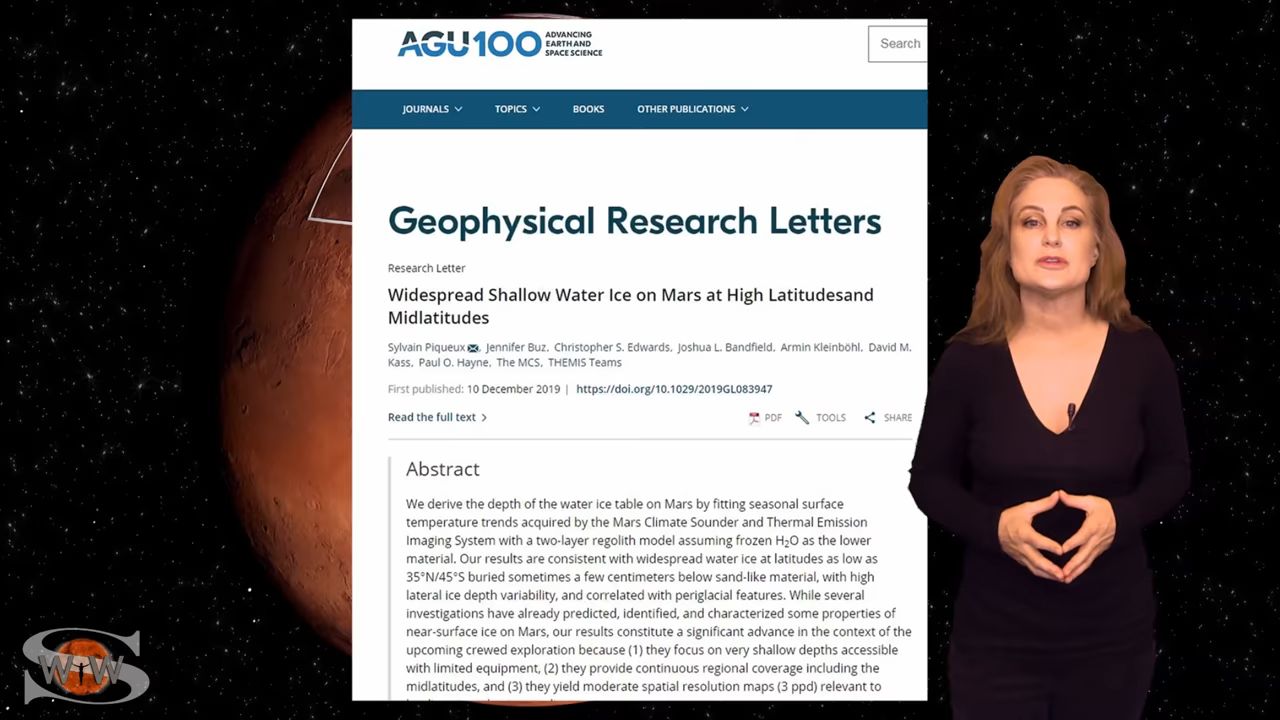 AGU100 ADVANCING
EARTH AND
SPACE SCIENCE
Search
JOURNALS
TOPICS
BOOKS
OTHER PUBLICATIONS
Geophysical Research Letters
Research Letter
Widespread Shallow Water Ice on Mars at High Latitudesand
Midlatitudes
Sylvain Piqueux, Jennifer Buz, Christopher S. Edwards, Joshua L. Bandfield, Armin Kleinböhl, David M.
Kass, Paul O. Hayne, The MCS, THEMIS Teams
First published: 10 December 2019 | https://doi.org/10.1029/2019GL083947
Read the full text >
PDF
TOOLS
SHARE
Abstract
We derive the depth of the water ice table on Mars by fitting seasonal surface
temperature trends acquired by the Mars Climate Sounder and Thermal Emission
Imaging System with a two-layer regolith model assuming frozen H₂O as the lower
material. Our results are consistent with widespread water ice at latitudes as low as
35°N/45°S buried sometimes a few centimeters below sand-like material, with high
lateral ice depth variability, and correlated with periglacial features. While several
investigations have already predicted, identified, and characterized some properties of
near-surface ice on Mars, our results constitute a significant advance in the context of the
upcoming crewed exploration because (1) they focus on very shallow depths accessible
with limited equipment, (2) they provide continuous regional coverage including the
midlatitudes, and (3) they yield moderate spatial resolution maps (3 ppd) relevant to
S
WTW